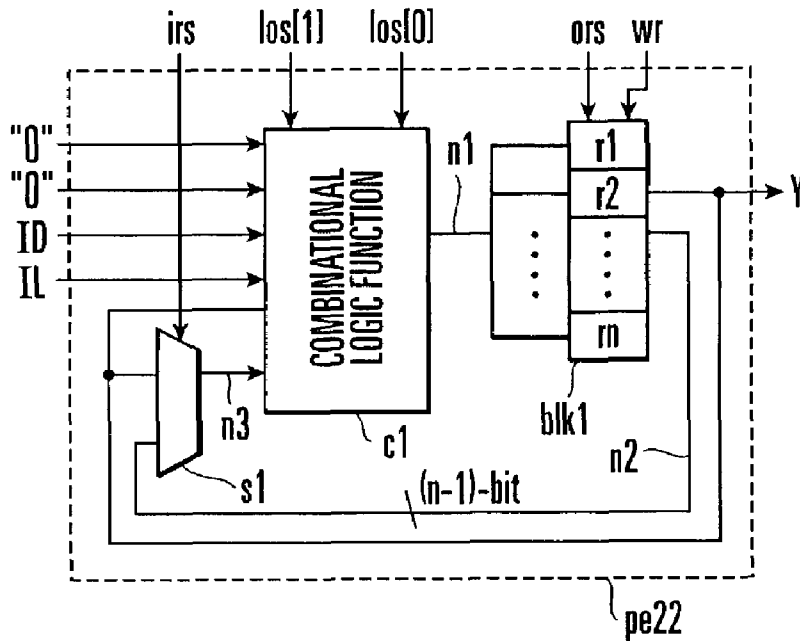 irs los[1] los[0] ors wr
"0"
"0"
ID
IL
COMBINATIONAL
LOGIC FUNCTION
n1
r1
r2
rn
Y
n3
c1
blk1
n2
s1
(n-1)-bit
pe22